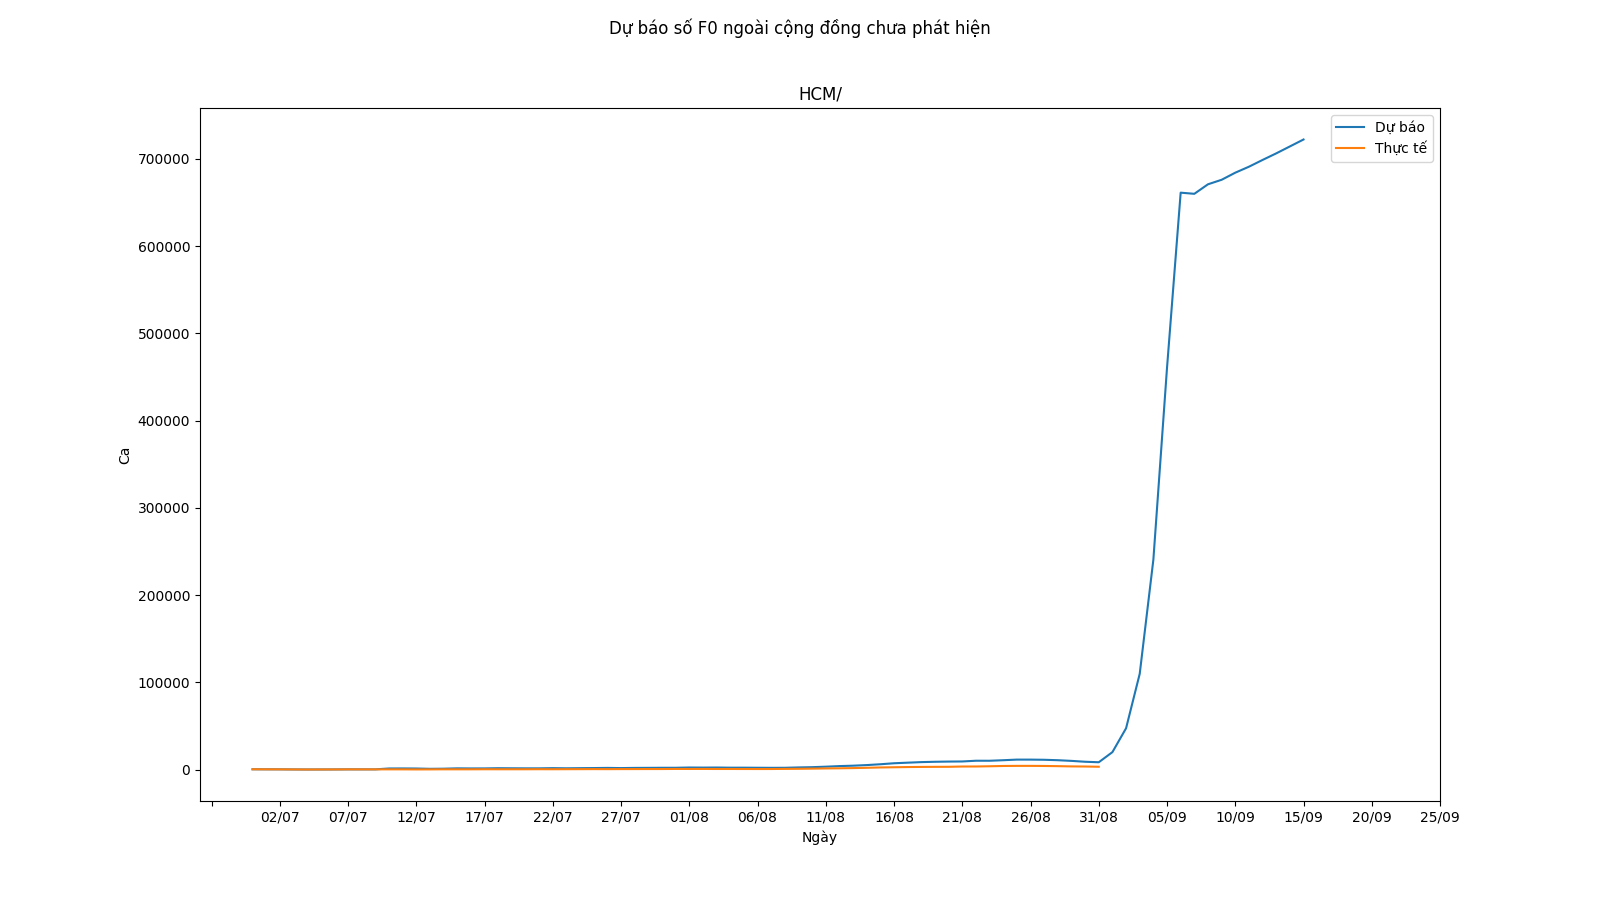 Dự báo số F0 ngoài cộng đồng chưa phát hiện
HCM/
Dự báo
Thực tế
700000
600000
500000
400000
300000
200000
100000
0
Ca
02/07 07/07 12/07 17/07 22/07 27/07 01/08 06/08 11/08 16/08 21/08 26/08 31/08 05/09 10/09 15/09 20/09 25/09
Ngày